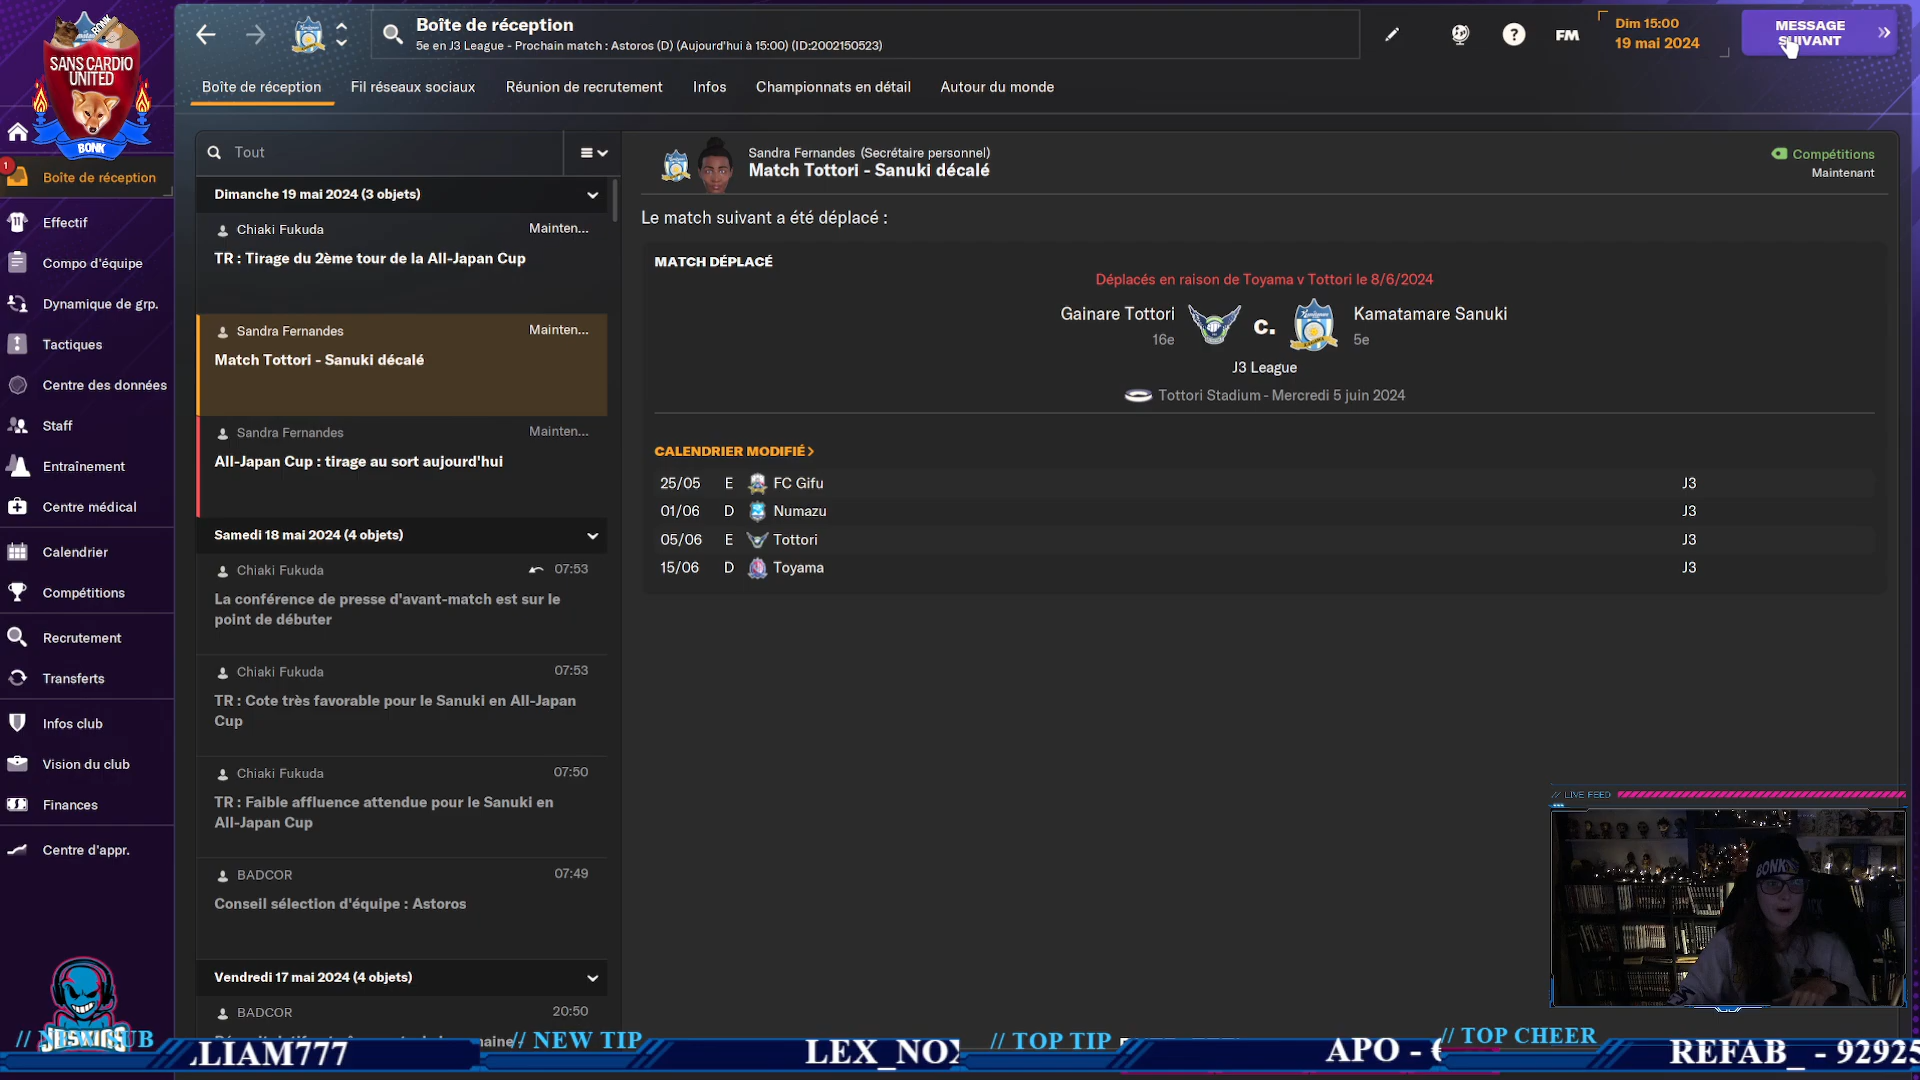 Boîte de réception
5e en J3 League - Prochain match : Astoros (D) (Aujourd'hui à 15:00) (ID:2002150523)
FM
Dim 15:00
19 mai 2024
MESSAGE
SUIVANT
SANS CARDIO
UNITED
BONK
Boîte de réception
Fil réseaux sociaux
Réunion de recrutement
Infos
Championnats en détail
Autour du monde
1
Boîte de réception
Effectif
Compo d'équipe
Dynamique de grp.
Tactiques
Centre des données
Staff
Entraînement
Centre médical
Calendrier
Compétitions
Recrutement
Transferts
Infos club
Vision du club
Finances
Centre d'appr.
Tout
Dimanche 19 mai 2024 (3 objets)
Chiaki Fukuda
Mainten...
TR : Tirage du 2ème tour de la All-Japan Cup
Sandra Fernandes
Mainten...
Match Tottori - Sanuki décalé
Sandra Fernandes
Mainten...
All-Japan Cup : tirage au sort aujourd'hui
Samedi 18 mai 2024 (4 objets)
Chiaki Fukuda
07:53
La conférence de presse d'avant-match est sur le
point de débuter
Chiaki Fukuda
07:53
TR : Cote très favorable pour le Sanuki en All-Japan
Cup
Chiaki Fukuda
07:50
TR : Faible affluence attendue pour le Sanuki en
All-Japan Cup
BADCOR
07:49
Conseil sélection d'équipe : Astoros
Vendredi 17 mai 2024 (4 objets)
BADCOR
20:50
Sandra Fernandes (Secrétaire personnel)
Match Tottori - Sanuki décalé
Compétitions
Maintenant
Le match suivant a été déplacé :
MATCH DÉPLACÉ
Déplacés en raison de Toyama v Tottori le 8/6/2024
Gainare Tottori
16e
c.
Kamatamare Sanuki
5e
J3 League
Tottori Stadium - Mercredi 5 juin 2024
CALENDRIER MODIFIÉ >
25/05 E FC Gifu J3
01/06 D Numazu J3
05/06 E Tottori J3
15/06 D Toyama J3
// LIVE FEED
BONK
// NEW TIP
// TOP TIP
// TOP CHEER
.LIAM777
LEX_NOX
APO - €
REFAB_ - 92925